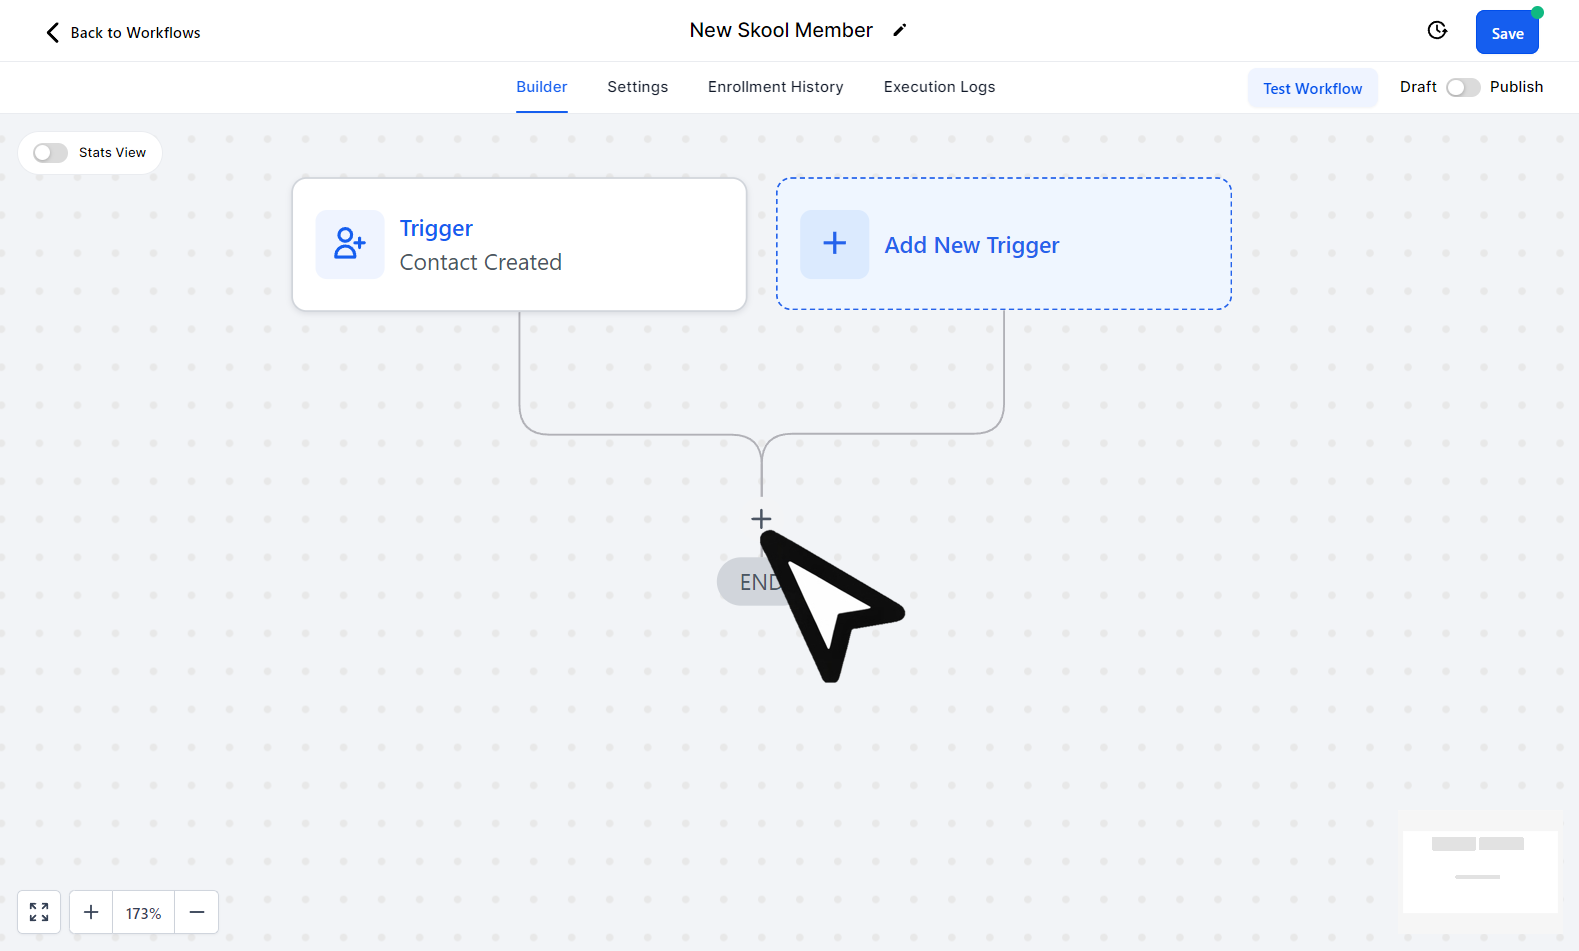 Back to Workflows
New Skool Member
Save
Builder
Settings
Enrollment History
Execution Logs
Test Workflow
Draft
Publish
Stats View
Trigger
Contact Created
Add New Trigger
END
173%